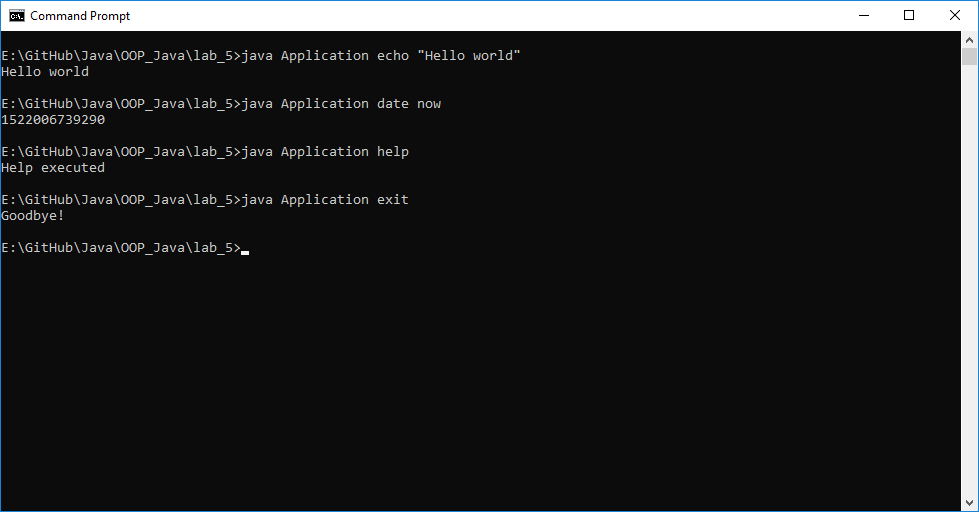 Command Prompt
E:\GitHub\Java\OOP_Java\lab_5>java Application echo "Hello world"
Hello world
E:\GitHub\Java\OOP_Java\lab_5>java Application date now
1522006739290
E:\GitHub\Java\OOP_Java\lab_5>java Application help
Help executed
E:\GitHub\Java\OOP_Java\lab_5>java Application exit
Goodbye!
E:\GitHub\Java\OOP_Java\lab_5>